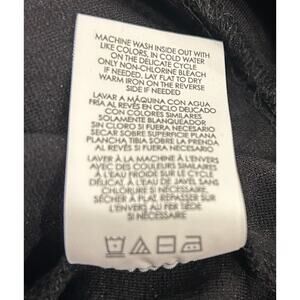 MACHINE WASH INSIDE OUT WITH
LIKE COLORS, IN COLD WATER
ON THE DELICATE CYCLE
ONLY NON-CHLORINE BLEACH
IF NEEDED. LAY FLAT TO DRY
WARM IRON ON THE REVERSE
SIDE IF NEEDED
LAVAR A MÁQUINA CON AGUA
FRÍA AL REVÉS EN CICLO DELICADO
CON COLORES SIMILARES
SOLAMENTE BLANQUEADOR
SIN CLORO SI FUERA NECESARIO
SECAR SOBRE SUPERFICIE PLANA
PLANCHA TIBIA SOBRE LA PRENDA
AL REVÉS SI FUERA NECESARIO
LAVER À LA MACHINE À L'ENVERS
AVEC DES COULEURS SIMILAIRES
À L'EAU FROIDE SUR LE CYCLE
DÉLICAT, À L'EAU DE JAVEL SANS
CHLORURE SI NÉCESSAIRE.
SÉCHER À PLAT, REPASSER SUR
L'ENVERS AU FER TIÈDE
SI NÉCESSAIRE